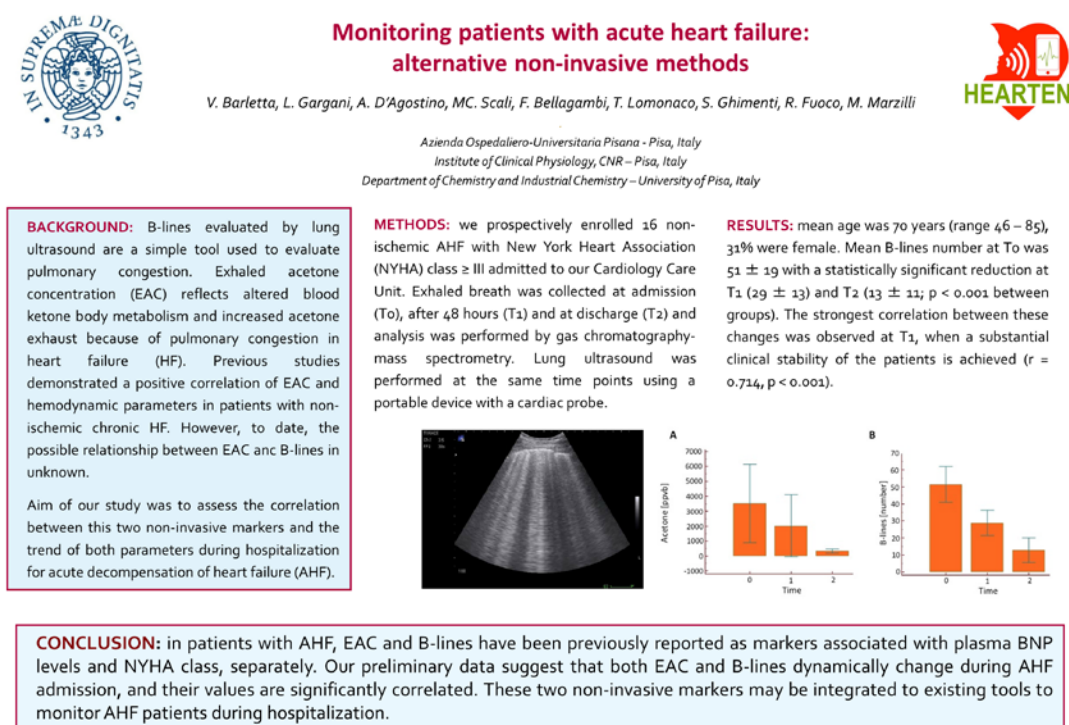 IN SUPREMÆ DIGNITATIS
· 1343 ·
Monitoring patients with acute heart failure:
alternative non-invasive methods
HEARTEN
V. Barletta, L. Gargani, A. D'Agostino, MC. Scali, F. Bellagambi, T. Lomonaco, S. Ghimenti, R. Fuoco, M. Marzilli
Azienda Ospedaliero-Universitaria Pisana - Pisa, Italy
Institute of Clinical Physiology, CNR – Pisa, Italy
Department of Chemistry and Industrial Chemistry – University of Pisa, Italy
BACKGROUND: B-lines evaluated by lung
ultrasound are a simple tool used to evaluate
pulmonary congestion. Exhaled acetone
concentration (EAC) reflects altered blood
ketone body metabolism and increased acetone
exhaust because of pulmonary congestion in
heart failure (HF). Previous studies
demonstrated a positive correlation of EAC and
hemodynamic parameters in patients with non-
ischemic chronic HF. However, to date, the
possible relationship between EAC anc B-lines in
unknown.
Aim of our study was to assess the correlation
between this two non-invasive markers and the
trend of both parameters during hospitalization
for acute decompensation of heart failure (AHF).
METHODS: we prospectively enrolled 16 non-
ischemic AHF with New York Heart Association
(NYHA) class ≥ III admitted to our Cardiology Care
Unit. Exhaled breath was collected at admission
(T0), after 48 hours (T1) and at discharge (T2) and
analysis was performed by gas chromatography-
mass spectrometry. Lung ultrasound was
performed at the same time points using a
portable device with a cardiac probe.
RESULTS: mean age was 70 years (range 46 – 85),
31% were female. Mean B-lines number at T0 was
51 ± 19 with a statistically significant reduction at
T1 (29 ± 13) and T2 (13 ± 11; p < 0.001 between
groups). The strongest correlation between these
changes was observed at T1, when a substantial
clinical stability of the patients is achieved (r =
0.714, p < 0.001).
A
Acetone [ppvb]
7000
6000
5000
4000
3000
2000
1000
0
-1000
0 1 2
Time
B
B-lines [number]
70
60
50
40
30
20
10
0
0 1 2
Time
CONCLUSION: in patients with AHF, EAC and B-lines have been previously reported as markers associated with plasma BNP
levels and NYHA class, separately. Our preliminary data suggest that both EAC and B-lines dynamically change during AHF
admission, and their values are significantly correlated. These two non-invasive markers may be integrated to existing tools to
monitor AHF patients during hospitalization.